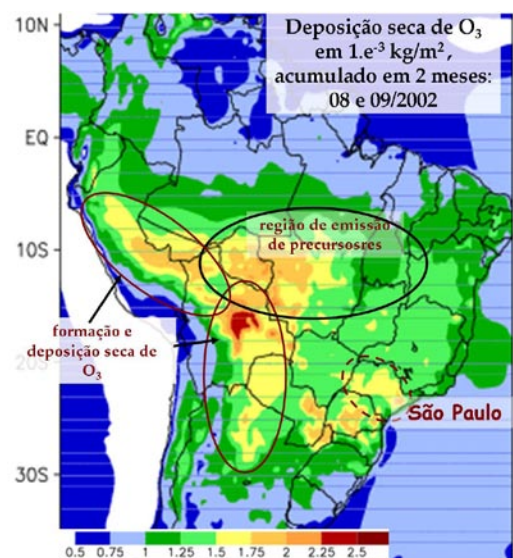 Deposição seca de O₃
em 1.e⁻³ kg/m²,
acumulado em 2 meses:
08 e 09/2002
10N
EQ
região de emissão
de precursosres
10S
formação e
deposição seca de
O₃
20S
São Paulo
30S
0.5 0.75 1 1.25 1.5 1.75 2 2.25 2.5